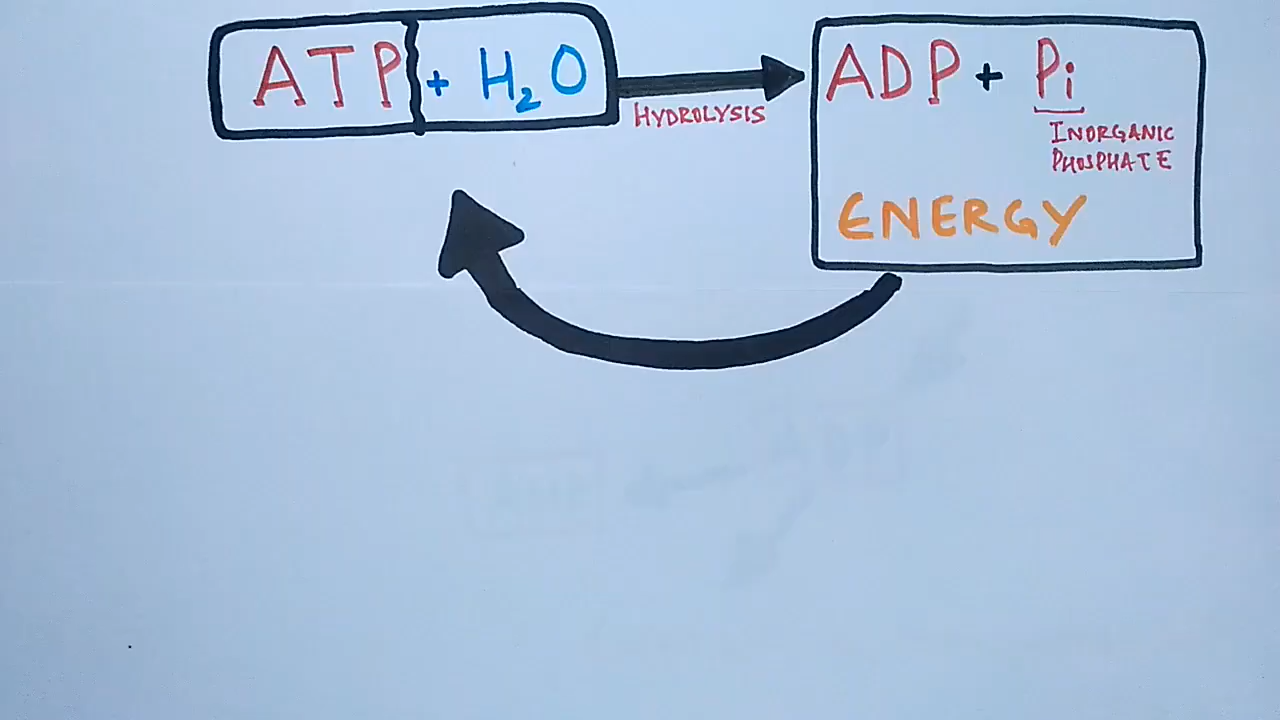 ATP + H₂O
HYDROLYSIS
ADP + Pi
INORGANIC
PHOSPHATE
ENERGY